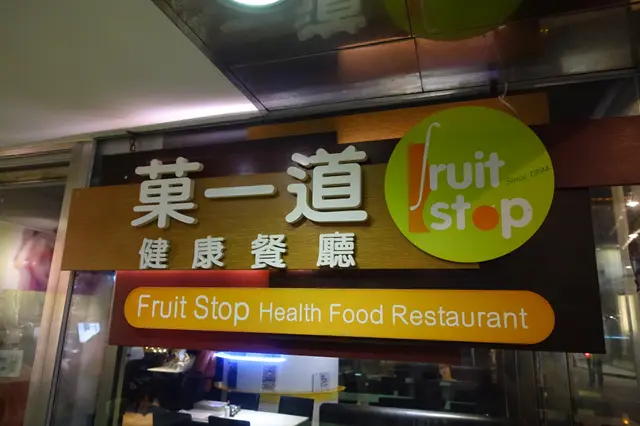 菓一道
健康餐廳
fruit
stop
Since 1994
Fruit Stop Health Food Restaurant